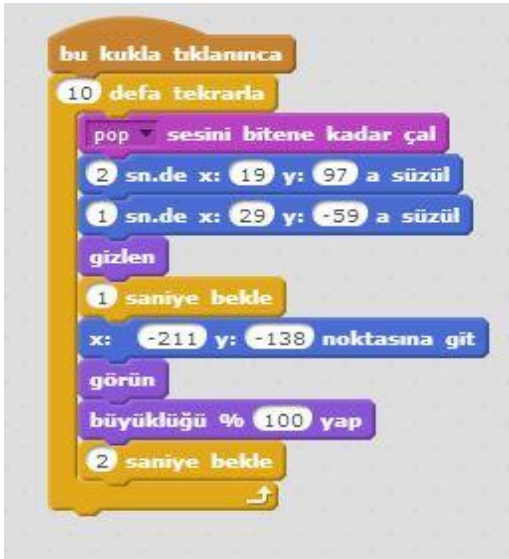 bu kukla tıklanınca
10 defa tekrarla
pop sesini bitene kadar çal
2 sn.de x: 19 y: 97 a süzül
1 sn.de x: 29 y: -59 a süzül
gizlen
1 saniye bekle
x: -211 y: -138 noktasına git
görün
büyüklüğü % 100 yap
2 saniye bekle